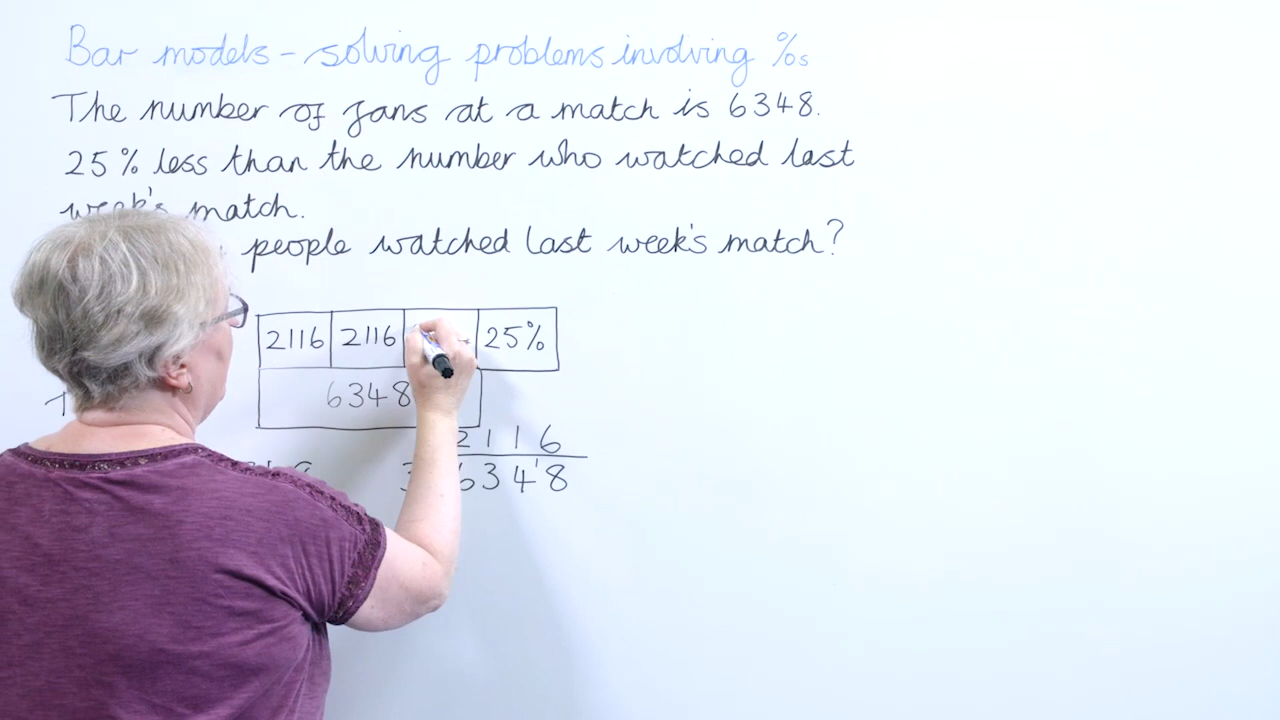 Bar models - solving problems involving %s
The number of fans at a match is 6348.
25% less than the number who watched last
week's match.
people watched last week's match?
2116 2116 25%
6348
2116
6348